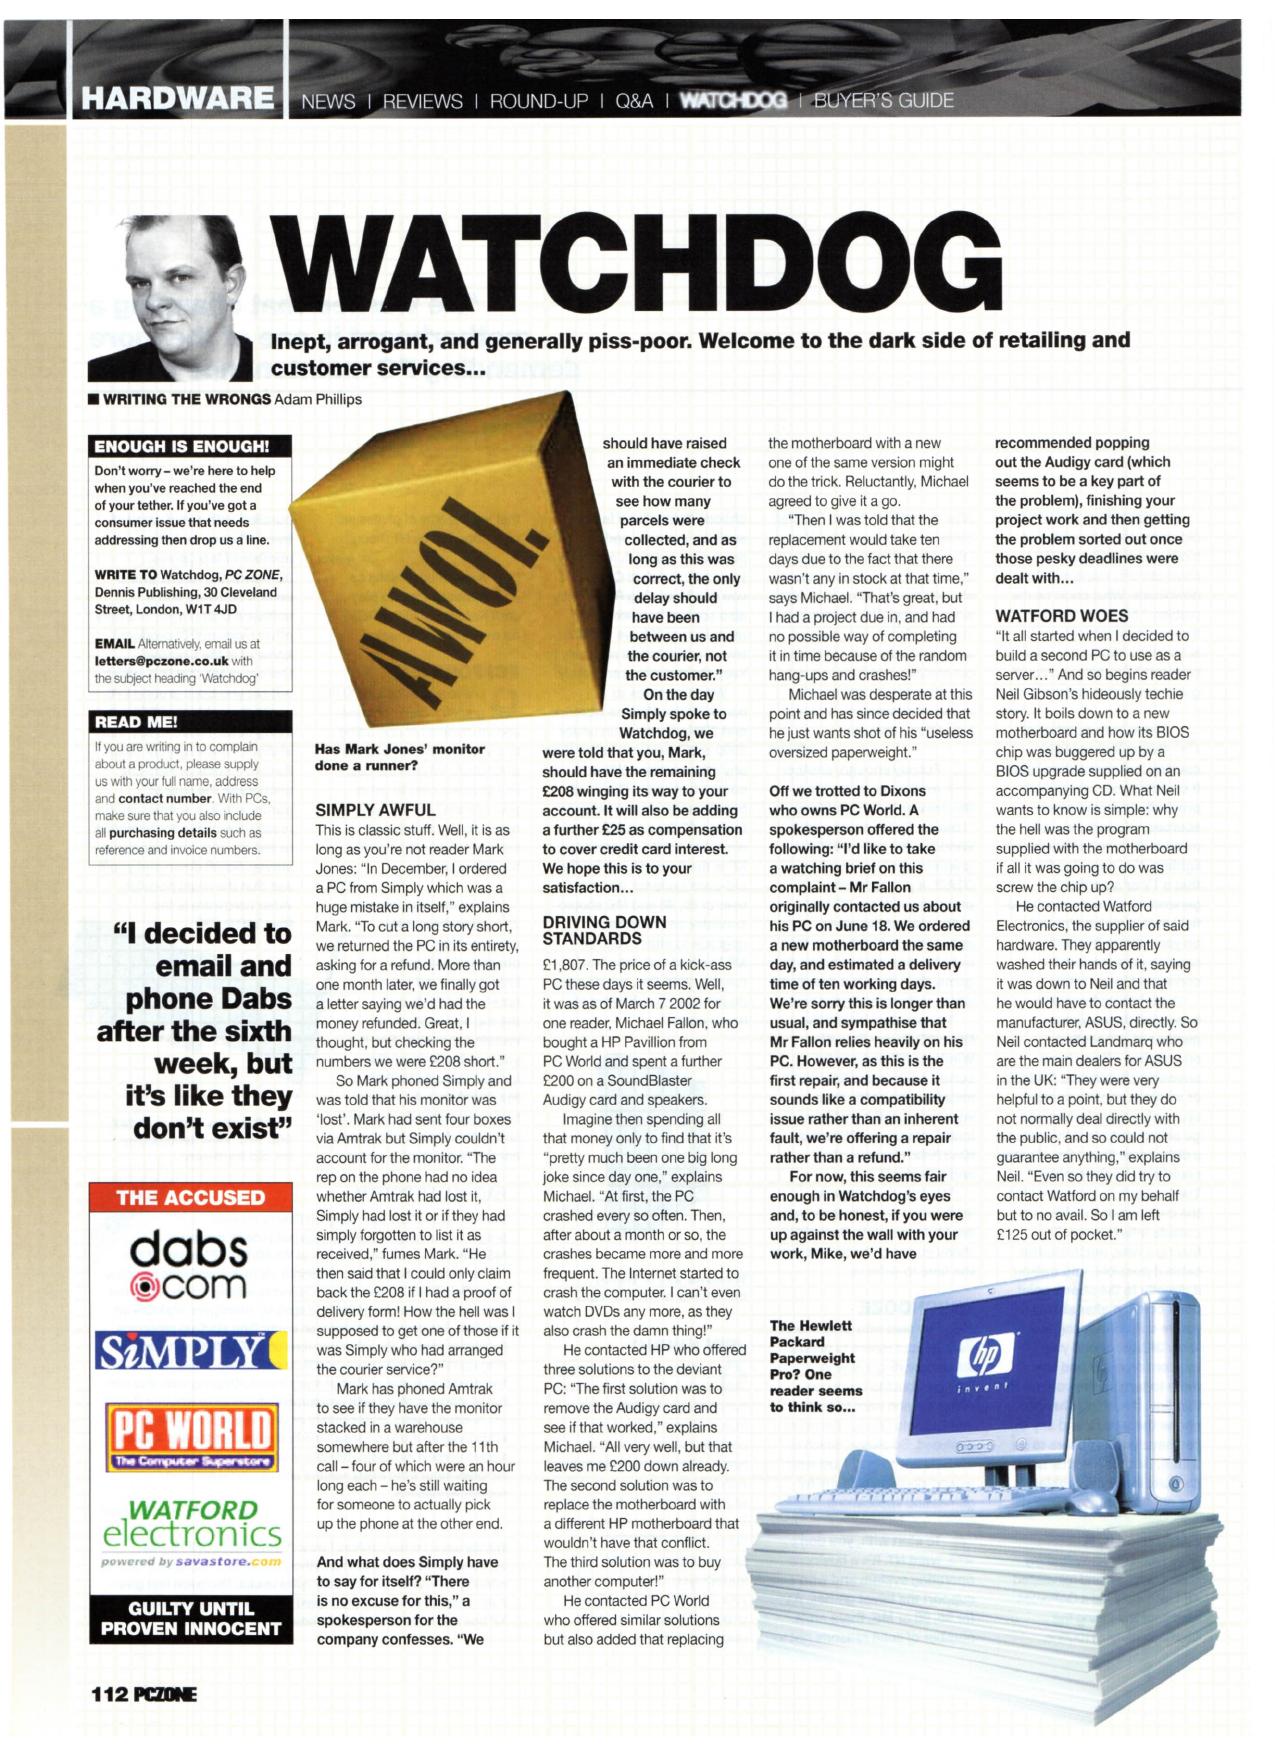 HARDWARE
NEWS | REVIEWS | ROUND-UP | Q&A | WATCHDOG | BUYER'S GUIDE
WATCHDOG
Inept, arrogant, and generally piss-poor. Welcome to the dark side of retailing and
customer services...
■ WRITING THE WRONGS Adam Phillips
ENOUGH IS ENOUGH!
Don't worry – we're here to help
when you've reached the end
of your tether. If you've got a
consumer issue that needs
addressing then drop us a line.
WRITE TO Watchdog, PC ZONE,
Dennis Publishing, 30 Cleveland
Street, London, W1T 4JD
EMAIL Alternatively, email us at
letters@pczone.co.uk with
the subject heading 'Watchdog'
READ ME!
If you are writing in to complain
about a product, please supply
us with your full name, address
and contact number. With PCs,
make sure that you also include
all purchasing details such as
reference and invoice numbers.
"I decided to
email and
phone Dabs
after the sixth
week, but
it's like they
don't exist"
THE ACCUSED
dabs
.com
SiMPLY™
PC WORLD
The Computer Superstore
WATFORD
electronics
powered by savastore.com
GUILTY UNTIL
PROVEN INNOCENT
AWOL
Has Mark Jones' monitor
done a runner?
SIMPLY AWFUL
This is classic stuff. Well, it is as
long as you're not reader Mark
Jones: "In December, I ordered
a PC from Simply which was a
huge mistake in itself," explains
Mark. "To cut a long story short,
we returned the PC in its entirety,
asking for a refund. More than
one month later, we finally got
a letter saying we'd had the
money refunded. Great, I
thought, but checking the
numbers we were £208 short."
So Mark phoned Simply and
was told that his monitor was
'lost'. Mark had sent four boxes
via Amtrak but Simply couldn't
account for the monitor. "The
rep on the phone had no idea
whether Amtrak had lost it,
Simply had lost it or if they had
simply forgotten to list it as
received," fumes Mark. "He
then said that I could only claim
back the £208 if I had a proof of
delivery form! How the hell was I
supposed to get one of those if it
was Simply who had arranged
the courier service?"
Mark has phoned Amtrak
to see if they have the monitor
stacked in a warehouse
somewhere but after the 11th
call – four of which were an hour
long each – he's still waiting
for someone to actually pick
up the phone at the other end.
And what does Simply have
to say for itself? "There
is no excuse for this," a
spokesperson for the
company confesses. "We
should have raised
an immediate check
with the courier to
see how many
parcels were
collected, and as
long as this was
correct, the only
delay should
have been
between us and
the courier, not
the customer."
On the day
Simply spoke to
Watchdog, we
were told that you, Mark,
should have the remaining
£208 winging its way to your
account. It will also be adding
a further £25 as compensation
to cover credit card interest.
We hope this is to your
satisfaction...
DRIVING DOWN
STANDARDS
£1,807. The price of a kick-ass
PC these days it seems. Well,
it was as of March 7 2002 for
one reader, Michael Fallon, who
bought a HP Pavillion from
PC World and spent a further
£200 on a SoundBlaster
Audigy card and speakers.
Imagine then spending all
that money only to find that it's
"pretty much been one big long
joke since day one," explains
Michael. "At first, the PC
crashed every so often. Then,
after about a month or so, the
crashes became more and more
frequent. The Internet started to
crash the computer. I can't even
watch DVDs any more, as they
also crash the damn thing!"
He contacted HP who offered
three solutions to the deviant
PC: "The first solution was to
remove the Audigy card and
see if that worked," explains
Michael. "All very well, but that
leaves me £200 down already.
The second solution was to
replace the motherboard with
a different HP motherboard that
wouldn't have that conflict.
The third solution was to buy
another computer!"
He contacted PC World
who offered similar solutions
but also added that replacing
the motherboard with a new
one of the same version might
do the trick. Reluctantly, Michael
agreed to give it a go.
"Then I was told that the
replacement would take ten
days due to the fact that there
wasn't any in stock at that time,"
says Michael. "That's great, but
I had a project due in, and had
no possible way of completing
it in time because of the random
hang-ups and crashes!"
Michael was desperate at this
point and has since decided that
he just wants shot of his "useless
oversized paperweight."
Off we trotted to Dixons
who owns PC World. A
spokesperson offered the
following: "I'd like to take
a watching brief on this
complaint – Mr Fallon
originally contacted us about
his PC on June 18. We ordered
a new motherboard the same
day, and estimated a delivery
time of ten working days.
We're sorry this is longer than
usual, and sympathise that
Mr Fallon relies heavily on his
PC. However, as this is the
first repair, and because it
sounds like a compatibility
issue rather than an inherent
fault, we're offering a repair
rather than a refund."
For now, this seems fair
enough in Watchdog's eyes
and, to be honest, if you were
up against the wall with your
work, Mike, we'd have
recommended popping
out the Audigy card (which
seems to be a key part of
the problem), finishing your
project work and then getting
the problem sorted out once
those pesky deadlines were
dealt with...
WATFORD WOES
"It all started when I decided to
build a second PC to use as a
server..." And so begins reader
Neil Gibson's hideously techie
story. It boils down to a new
motherboard and how its BIOS
chip was buggered up by a
BIOS upgrade supplied on an
accompanying CD. What Neil
wants to know is simple: why
the hell was the program
supplied with the motherboard
if all it was going to do was
screw the chip up?
He contacted Watford
Electronics, the supplier of said
hardware. They apparently
washed their hands of it, saying
it was down to Neil and that
he would have to contact the
manufacturer, ASUS, directly. So
Neil contacted Landmarq who
are the main dealers for ASUS
in the UK: "They were very
helpful to a point, but they do
not normally deal directly with
the public, and so could not
guarantee anything," explains
Neil. "Even so they did try to
contact Watford on my behalf
but to no avail. So I am left
£125 out of pocket."
The Hewlett
Packard
Paperweight
Pro? One
reader seems
to think so...
hp
invent
112 PCZONE